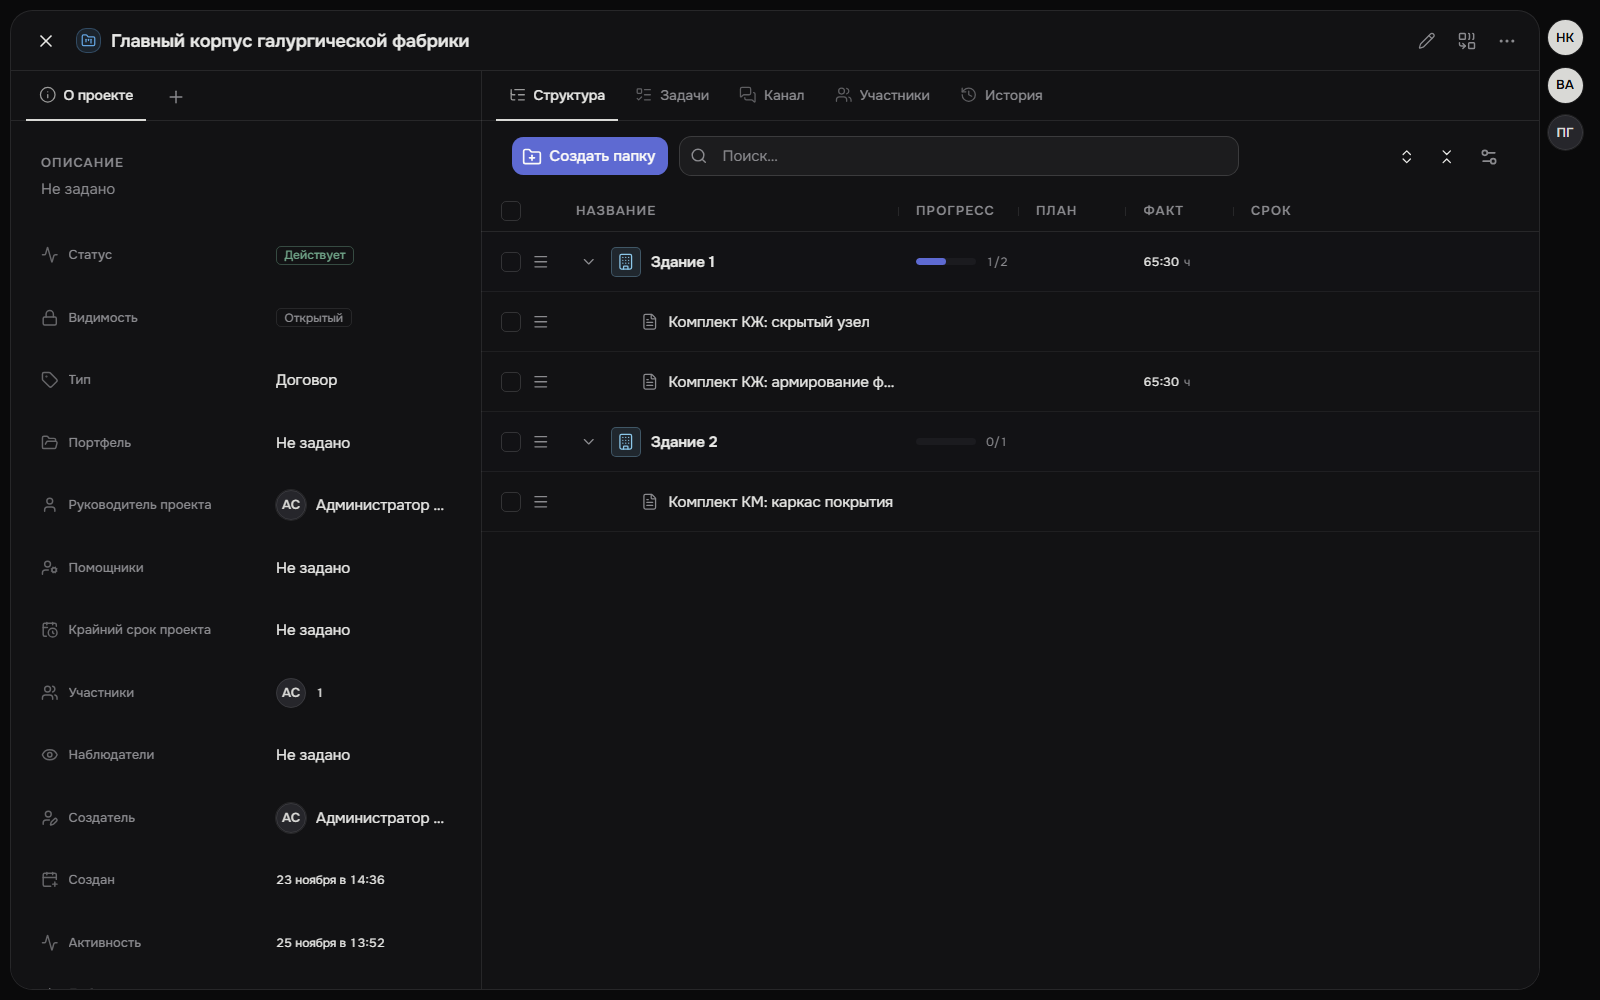 Главный корпус галургической фабрики
НК
ВА
ПГ
О проекте
Структура
Задачи
Канал
Участники
История
ОПИСАНИЕ
Не задано
Статус
Действует
Видимость
Открытый
Тип
Договор
Портфель
Не задано
Руководитель проекта
АС Администратор ...
Помощники
Не задано
Крайний срок проекта
Не задано
Участники
АС 1
Наблюдатели
Не задано
Создатель
АС Администратор ...
Создан
23 ноября в 14:36
Активность
25 ноября в 13:52
Создать папку
Поиск...
НАЗВАНИЕ
ПРОГРЕСС
ПЛАН
ФАКТ
СРОК
Здание 1
1/2
65:30 ч
Комплект КЖ: скрытый узел
Комплект КЖ: армирование ф...
65:30 ч
Здание 2
0/1
Комплект КМ: каркас покрытия